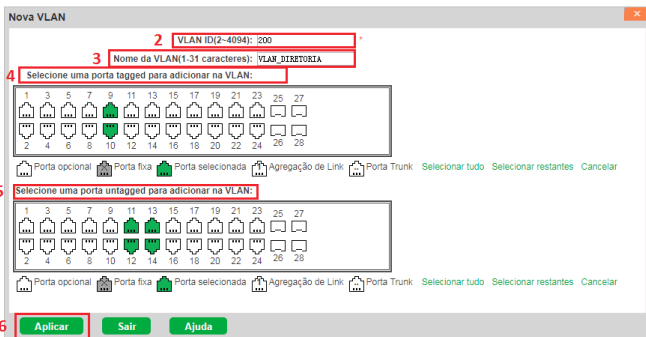 Nova VLAN ×
2 VLAN ID(2~4094): 200 *
3 Nome da VLAN(1-31 caracteres): VLAN_DIRETORIA
4 Selecione uma porta tagged para adicionar na VLAN:
1 3 5 7 9 11 13 15 17 19 21 23 25 27
2 4 6 8 10 12 14 16 18 20 22 24 26 28
Porta opcional Porta fixa Porta selecionada Agregação de Link Porta Trunk Selecionar tudo Selecionar restantes Cancelar
5 Selecione uma porta untagged para adicionar na VLAN:
1 3 5 7 9 11 13 15 17 19 21 23 25 27
2 4 6 8 10 12 14 16 18 20 22 24 26 28
Porta opcional Porta fixa Porta selecionada Agregação de Link Porta Trunk Selecionar tudo Selecionar restantes Cancelar
6 Aplicar Sair Ajuda